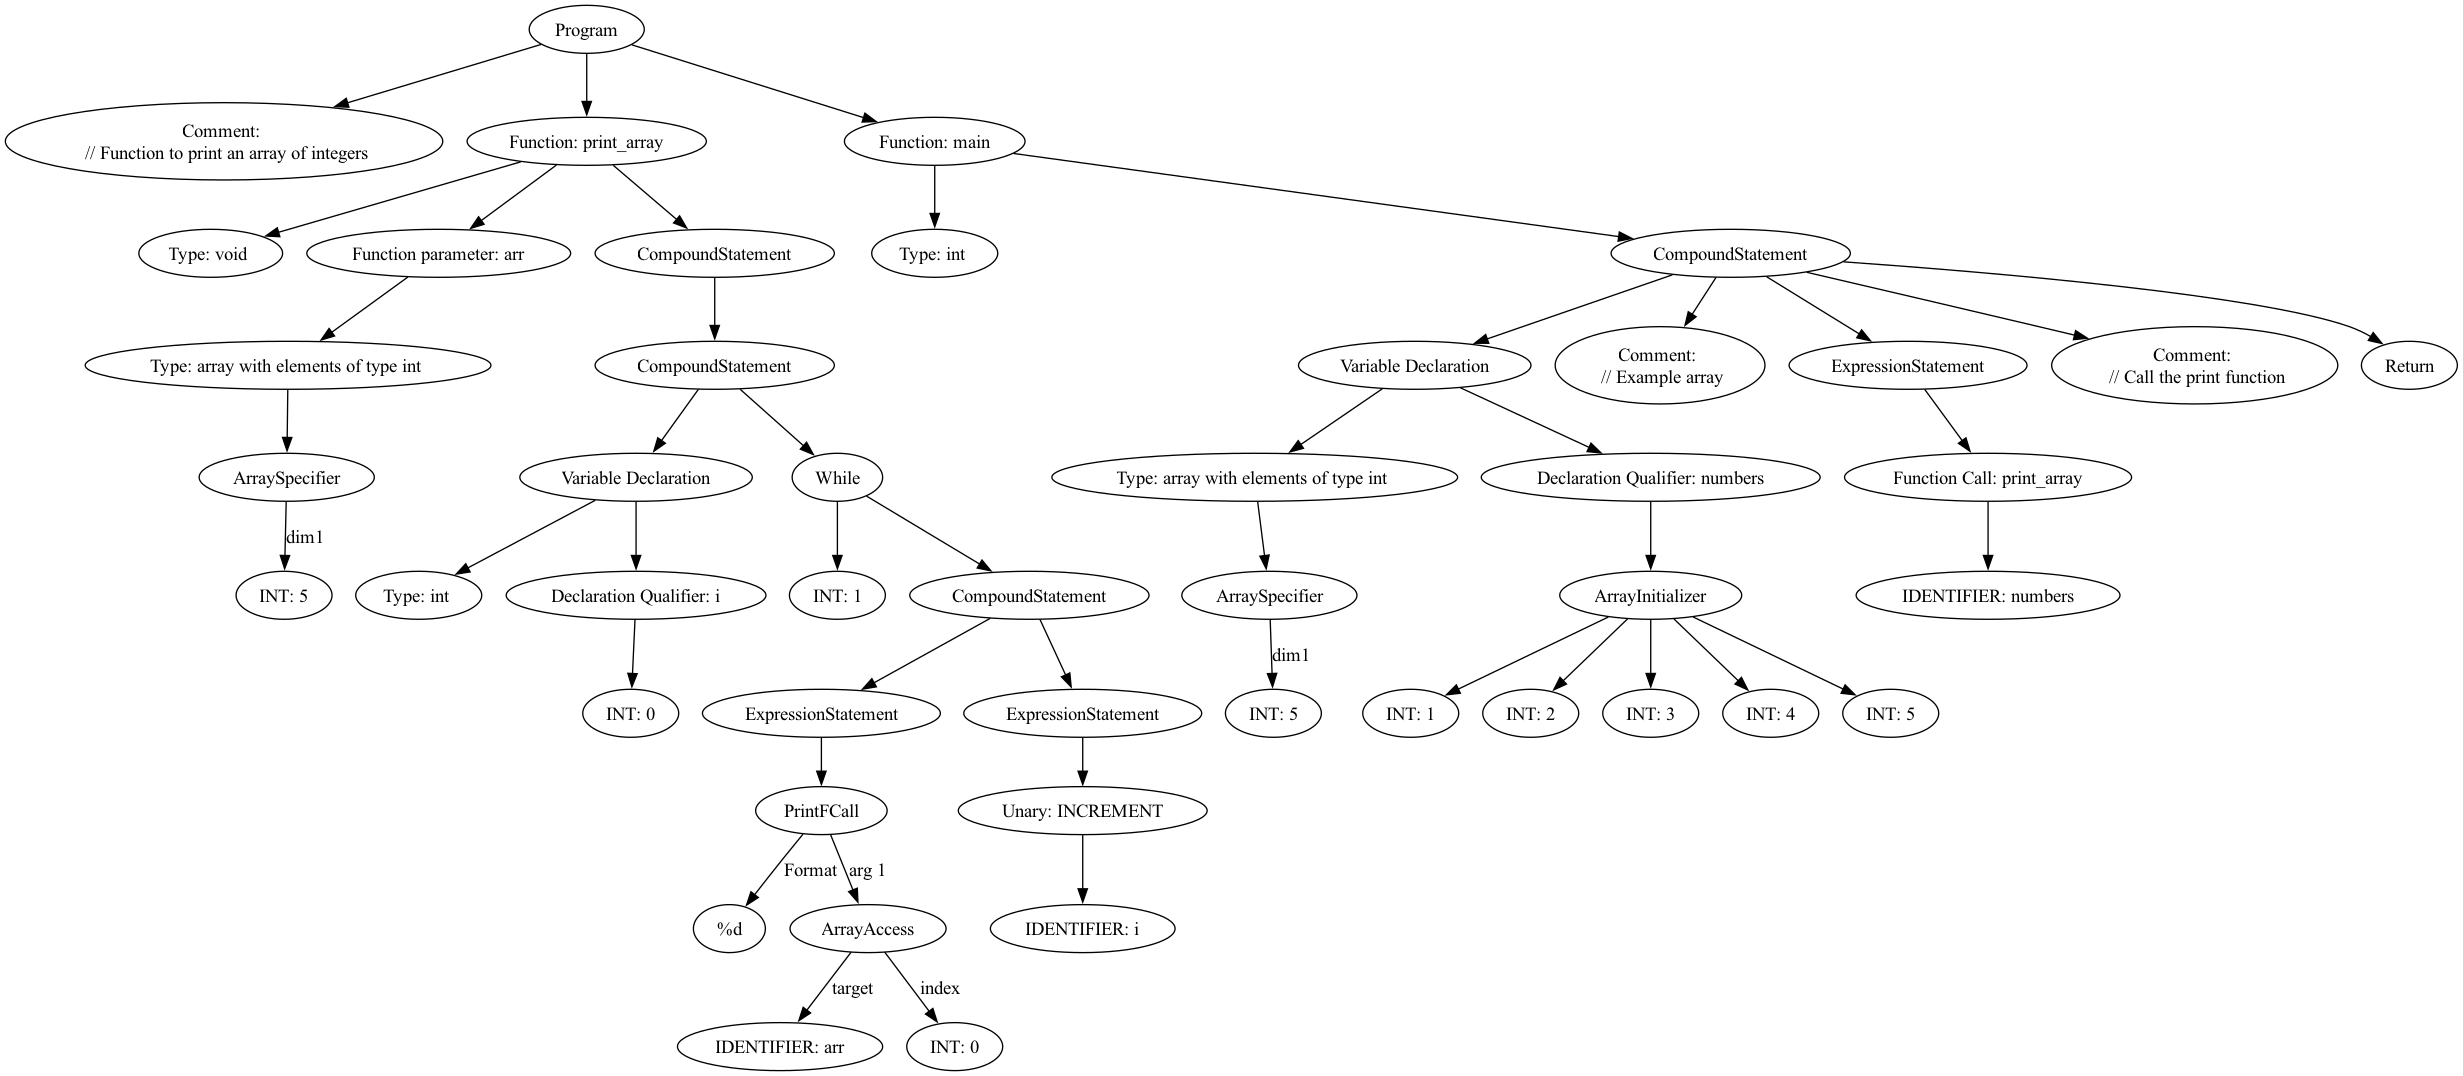 Program
Comment:
// Function to print an array of integers
Function: print_array
Function: main
Type: void
Function parameter: arr
CompoundStatement
Type: int
CompoundStatement
Type: array with elements of type int
CompoundStatement
Variable Declaration
Comment:
// Example array
ExpressionStatement
Comment:
// Call the print function
Return
ArraySpecifier
Variable Declaration
While
Type: array with elements of type int
Declaration Qualifier: numbers
Function Call: print_array
dim1
INT: 5
Type: int
Declaration Qualifier: i
INT: 1
CompoundStatement
ArraySpecifier
ArrayInitializer
IDENTIFIER: numbers
dim1
INT: 0
ExpressionStatement
ExpressionStatement
INT: 5
INT: 1
INT: 2
INT: 3
INT: 4
INT: 5
PrintFCall
Unary: INCREMENT
Format
arg 1
%d
ArrayAccess
IDENTIFIER: i
target
index
IDENTIFIER: arr
INT: 0